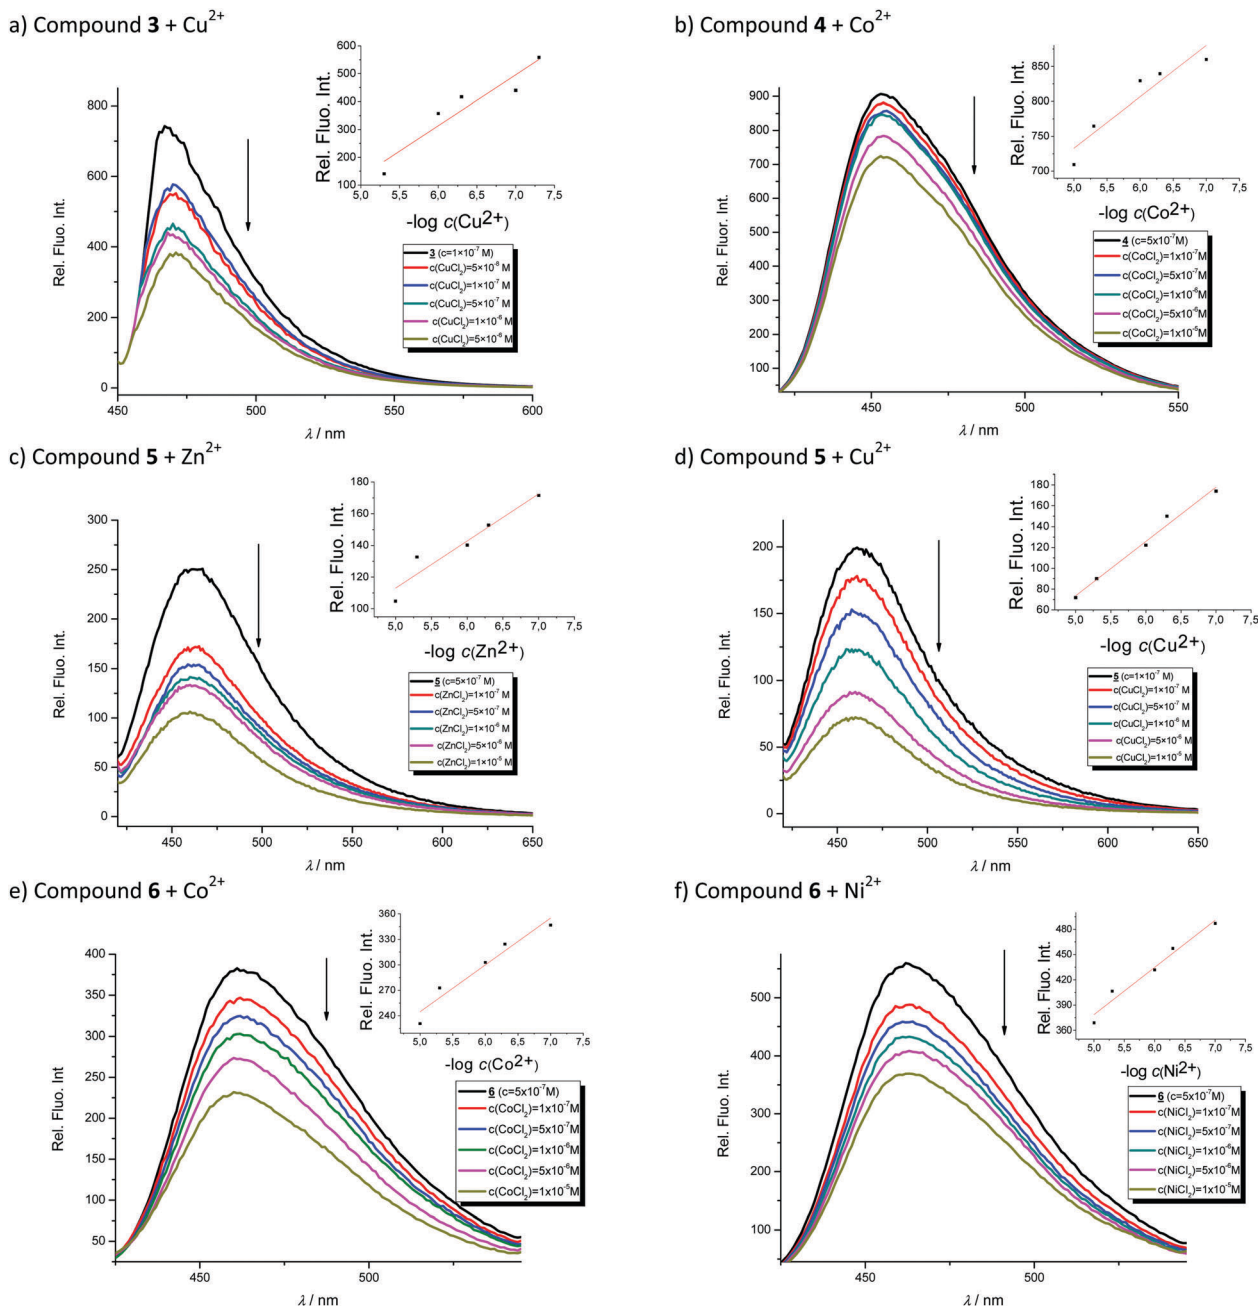 a) Compound 3 + Cu²⁺
Rel. Fluo. Int.
800
600
400
200
0
450
500
550
600
λ / nm
Rel. Fluo. Int.
600
500
400
300
200
100
5,0
5,5
6,0
6,5
7,0
7,5
-log c(Cu²⁺)
3 (c=1×10⁻⁷ M)
c(CuCl₂)=5×10⁻⁸ M
c(CuCl₂)=1×10⁻⁷ M
c(CuCl₂)=5×10⁻⁷ M
c(CuCl₂)=1×10⁻⁶ M
c(CuCl₂)=5×10⁻⁶ M
b) Compound 4 + Co²⁺
Rel. Fluor. Int.
900
800
700
600
500
400
300
200
100
450
500
550
λ / nm
Rel. Fluo. Int.
850
800
750
700
5,0
5,5
6,0
6,5
7,0
7,5
-log c(Co²⁺)
4 (c=5x10⁻⁷M)
c(CoCl₂)=1x10⁻⁷M
c(CoCl₂)=5x10⁻⁷M
c(CoCl₂)=1x10⁻⁶M
c(CoCl₂)=5x10⁻⁶M
c(CoCl₂)=1x10⁻⁵M
c) Compound 5 + Zn²⁺
Rel. Fluo. Int.
300
250
200
150
100
50
0
450
500
550
600
650
λ / nm
Rel. Fluo. Int.
200
180
160
140
120
100
5,0
5,5
6,0
6,5
7,0
7,5
-log c(Zn²⁺)
5 (c=5×10⁻⁷ M)
c(ZnCl₂)=1×10⁻⁷ M
c(ZnCl₂)=5×10⁻⁷ M
c(ZnCl₂)=1×10⁻⁶ M
c(ZnCl₂)=5×10⁻⁶ M
c(ZnCl₂)=1×10⁻⁵ M
d) Compound 5 + Cu²⁺
Rel. Fluo. Int.
200
150
100
50
0
450
500
550
600
650
λ / nm
Rel. Fluo. Int.
180
160
140
120
100
80
60
5,0
5,5
6,0
6,5
7,0
7,5
-log c(Cu²⁺)
5 (c=1×10⁻⁷ M)
c(CuCl₂)=1×10⁻⁷ M
c(CuCl₂)=5×10⁻⁷ M
c(CuCl₂)=1×10⁻⁶ M
c(CuCl₂)=5×10⁻⁶ M
c(CuCl₂)=1×10⁻⁵ M
e) Compound 6 + Co²⁺
Rel. Fluo. Int
400
350
300
250
200
150
100
50
450
500
λ / nm
Rel. Fluo. Int.
360
330
300
270
240
5,0
5,5
6,0
6,5
7,0
7,5
-log c(Co²⁺)
6 (c=5x10⁻⁷M)
c(CoCl₂)=1x10⁻⁷M
c(CoCl₂)=5x10⁻⁷M
c(CoCl₂)=1x10⁻⁶M
c(CoCl₂)=5x10⁻⁶M
c(CoCl₂)=1x10⁻⁵M
f) Compound 6 + Ni²⁺
Rel. Fluo. Int.
500
400
300
200
100
450
500
λ / nm
Rel. Fluo. Int.
480
450
420
390
360
5,0
5,5
6,0
6,5
7,0
7,5
-log c(Ni²⁺)
6 (c=5x10⁻⁷M)
c(NiCl₂)=1x10⁻⁷M
c(NiCl₂)=5x10⁻⁷M
c(NiCl₂)=1x10⁻⁶M
c(NiCl₂)=5x10⁻⁶M
c(NiCl₂)=1x10⁻⁵M